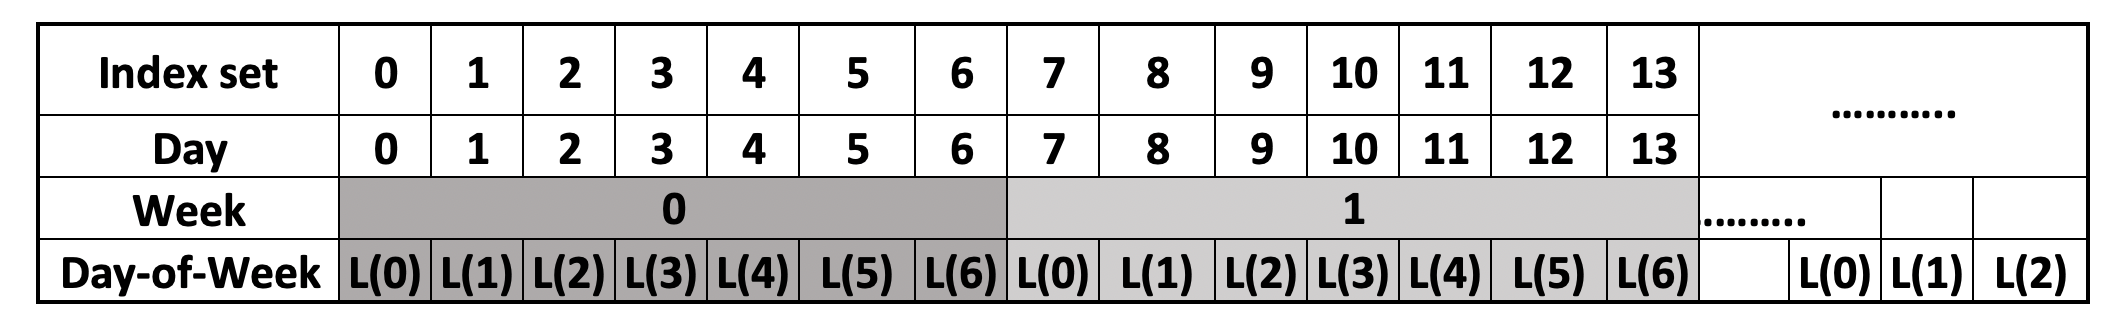 Index set 0 1 2 3 4 5 6 7 8 9 10 11 12 13 ...........
Day 0 1 2 3 4 5 6 7 8 9 10 11 12 13
Week 0 1 .........
Day-of-Week L(0) L(1) L(2) L(3) L(4) L(5) L(6) L(0) L(1) L(2) L(3) L(4) L(5) L(6) L(0) L(1) L(2)